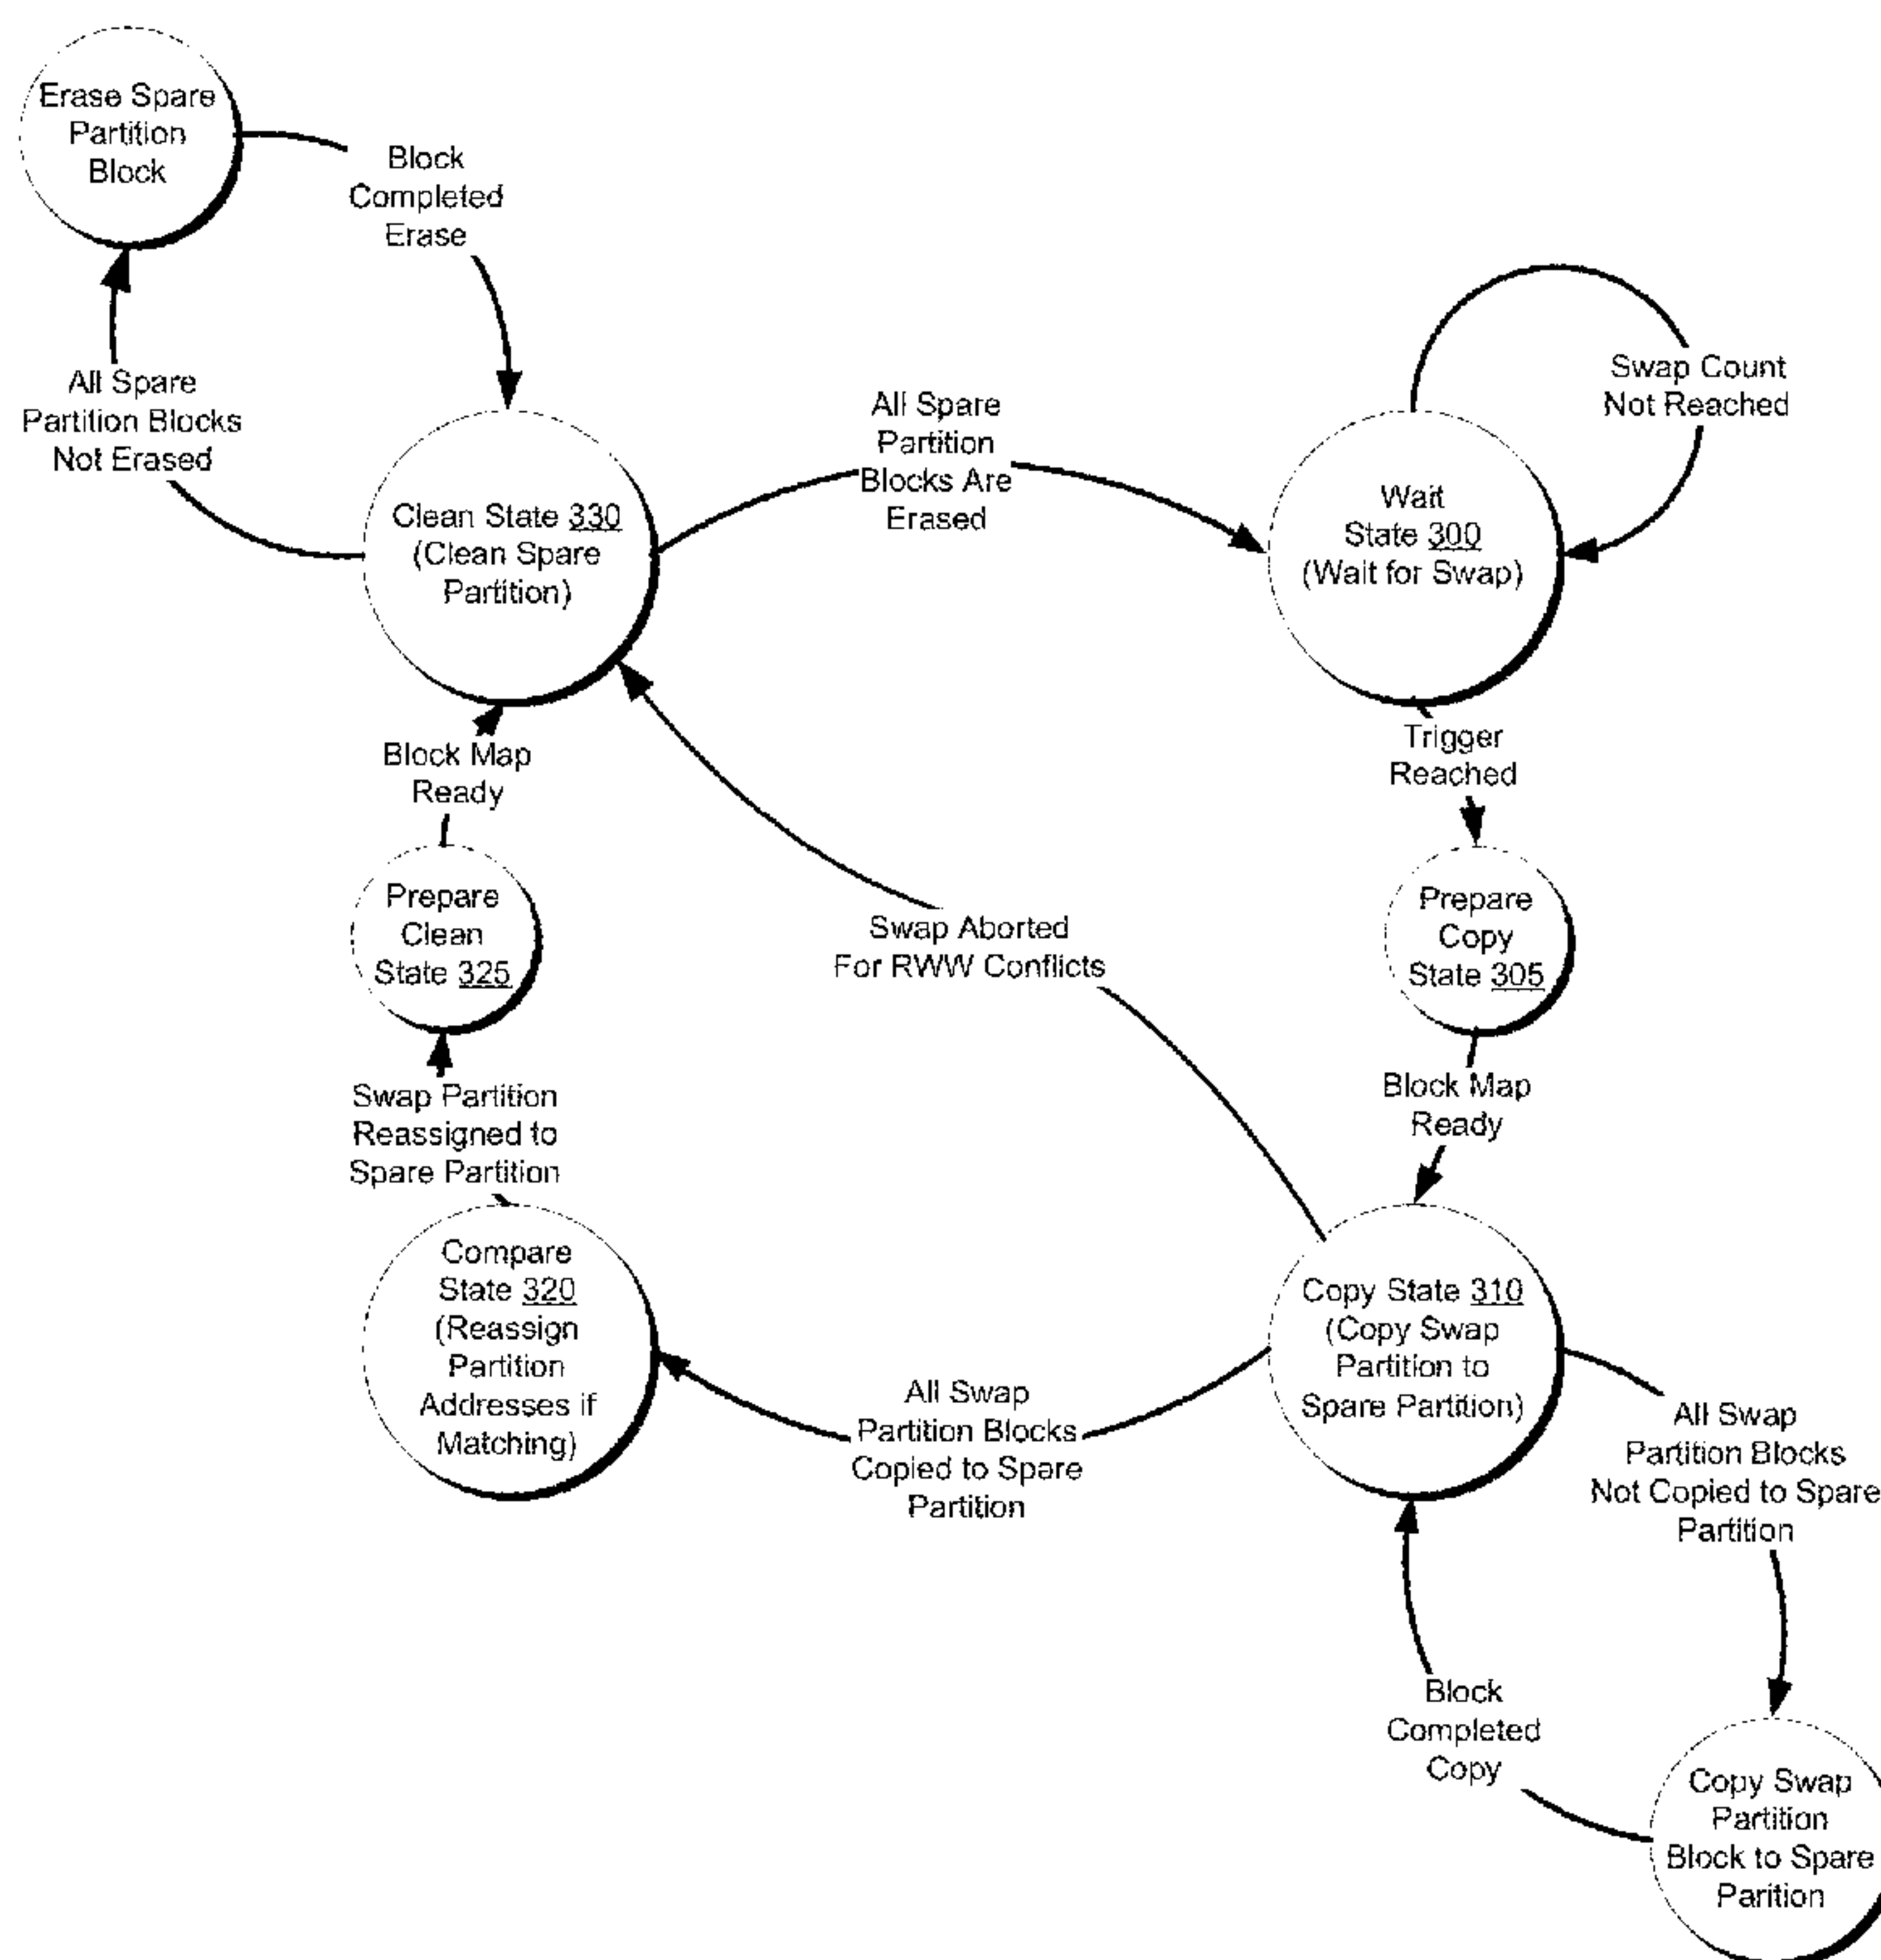 Erase Spare
Partition
Block
Block
Completed
Erase
All Spare
Partition Blocks
Not Erased
Clean State 330
(Clean Spare
Partition)
All Spare
Partition
Blocks Are
Erased
Wait
State 300
(Wait for Swap)
Swap Count
Not Reached
Trigger
Reached
Block Map
Ready
Prepare
Clean
State 325
Swap Aborted
For RWW Conflicts
Prepare
Copy
State 305
Block Map
Ready
Swap Partition
Reassigned to
Spare Partition
Compare
State 320
(Reassign
Partition
Addresses if
Matching)
All Swap
Partition Blocks
Copied to Spare
Partition
Copy State 310
(Copy Swap
Partition to
Spare Partition)
All Swap
Partition Blocks
Not Copied to Spare
Partition
Block
Completed
Copy
Copy Swap
Partition
Block to Spare
Parition